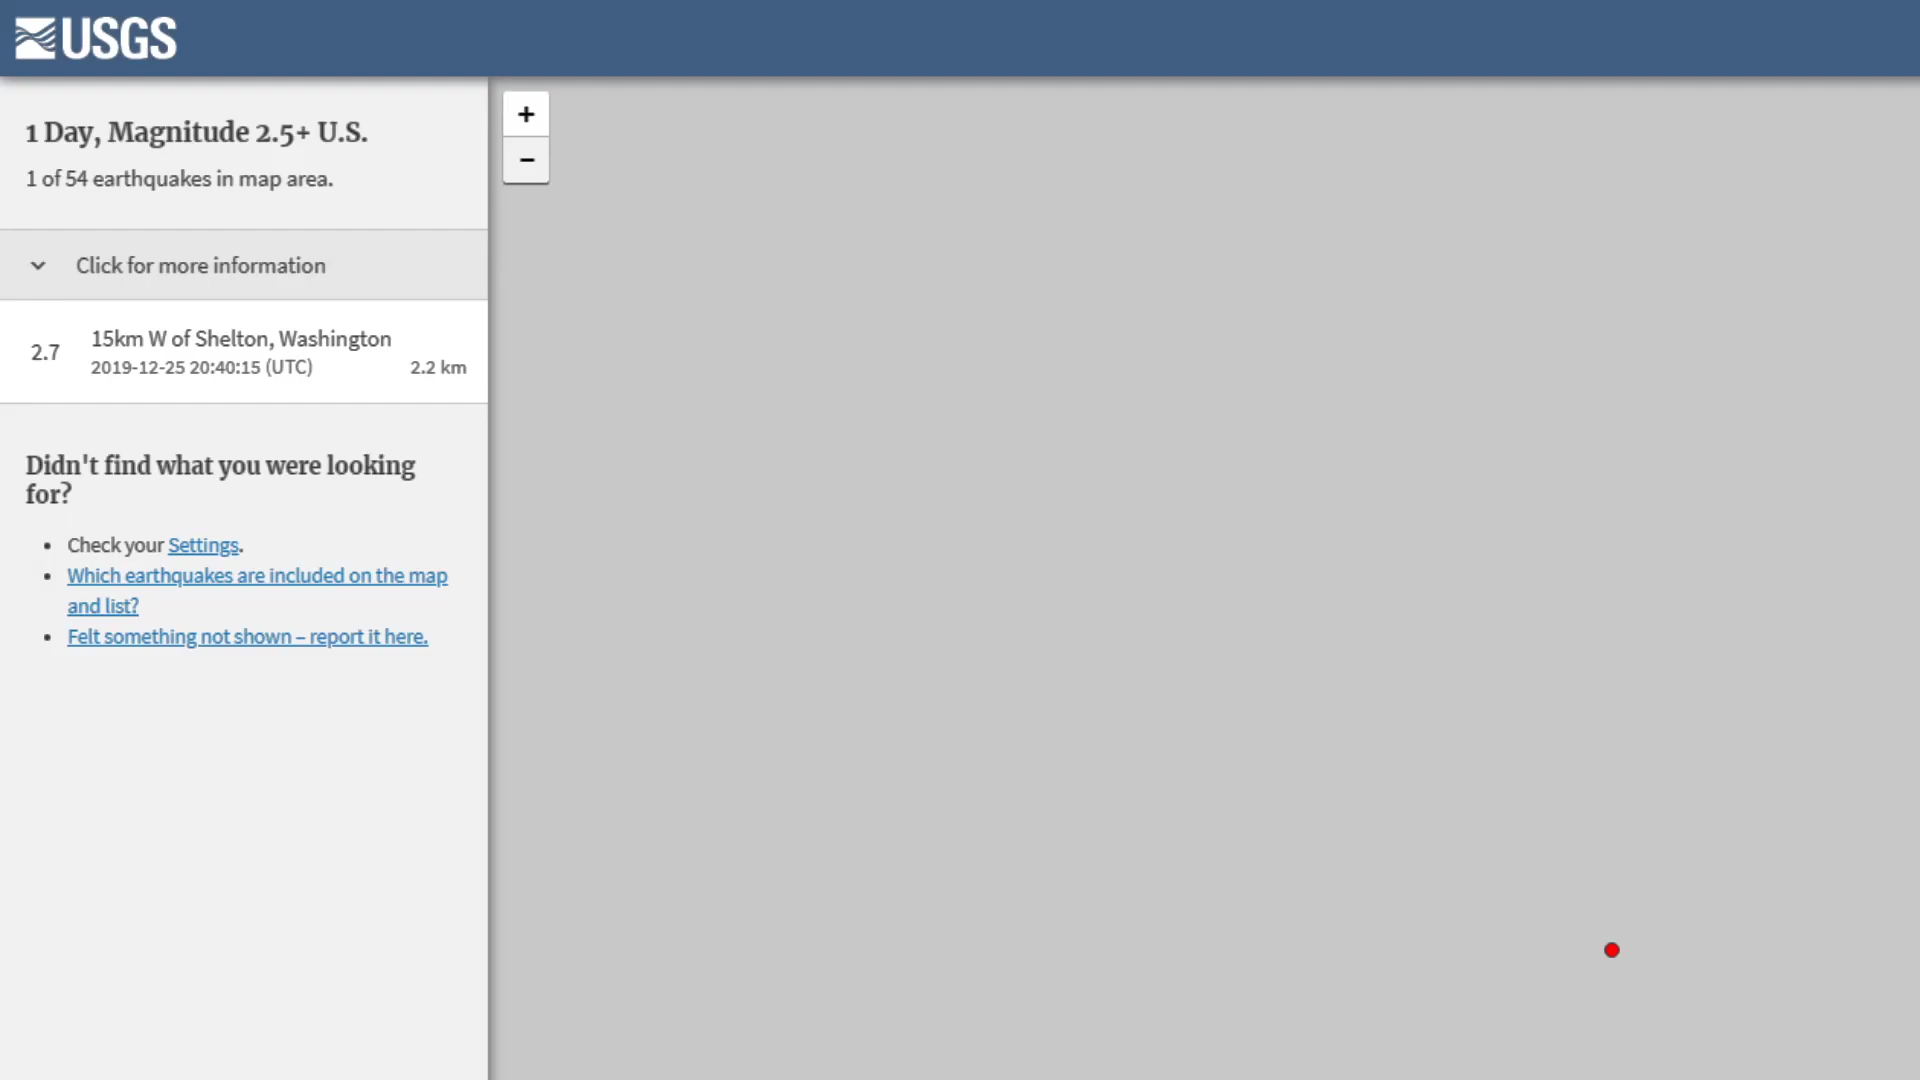 USGS
1 Day, Magnitude 2.5+ U.S.
1 of 54 earthquakes in map area.
Click for more information
2.7
15km W of Shelton, Washington
2019-12-25 20:40:15 (UTC)
2.2 km
Didn't find what you were looking
for?
Check your Settings.
Which earthquakes are included on the map
and list?
Felt something not shown – report it here.
+
−